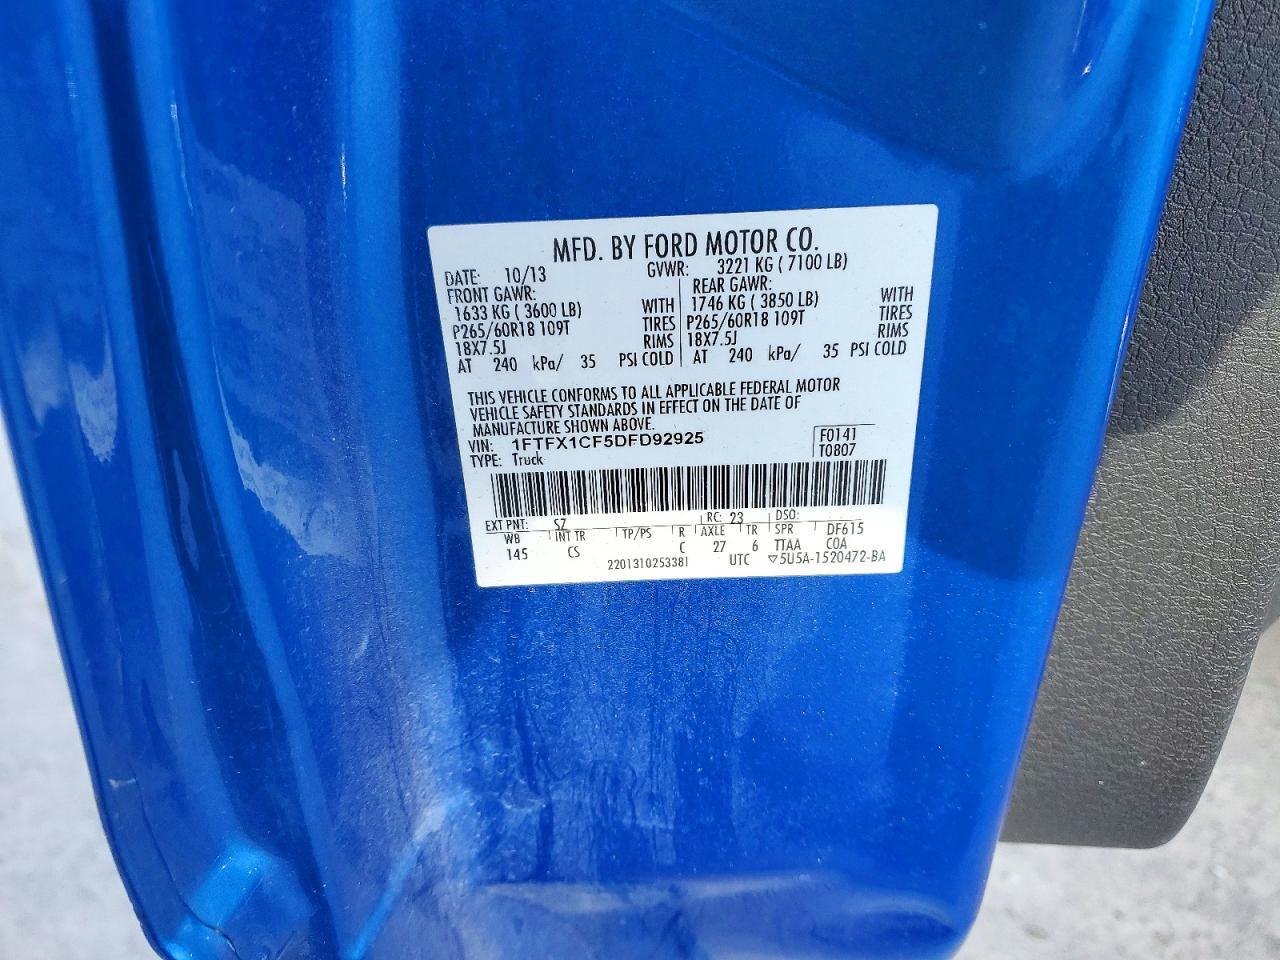 MFD. BY FORD MOTOR CO.
DATE: 10/13 GVWR: 3221 KG ( 7100 LB)
FRONT GAWR: REAR GAWR:
1633 KG ( 3600 LB) WITH 1746 KG ( 3850 LB) WITH
P265/60R18 109T TIRES P265/60R18 109T TIRES
18X7.5J RIMS 18X7.5J RIMS
AT 240 kPa/ 35 PSI COLD AT 240 kPa/ 35 PSI COLD
THIS VEHICLE CONFORMS TO ALL APPLICABLE FEDERAL MOTOR
VEHICLE SAFETY STANDARDS IN EFFECT ON THE DATE OF
MANUFACTURE SHOWN ABOVE.
VIN: 1FTFX1CF5DFD92925 F0141
TYPE: Truck T0807
EXT PNT: SZ RC: 23 DSO:
WB INT TR TP/PS R AXLE TR SPR DF615
145 CS C 27 6 TTAA COA
2201310253381 UTC ▽5U5A-1520472-BA